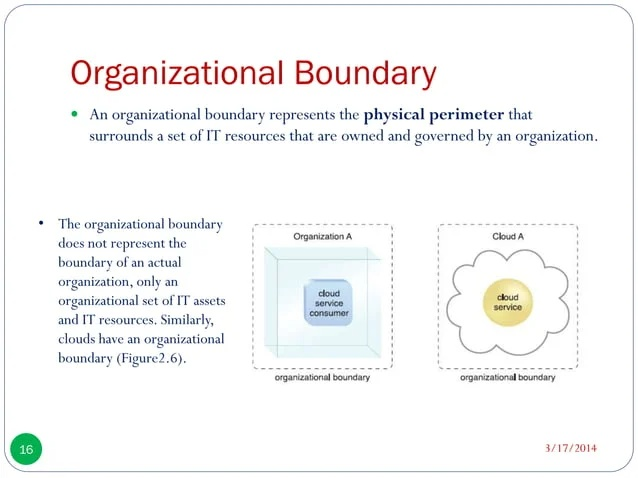 Organizational Boundary
• An organizational boundary represents the physical perimeter that
surrounds a set of IT resources that are owned and governed by an organization.
• The organizational boundary
does not represent the
boundary of an actual
organization, only an
organizational set of IT assets
and IT resources. Similarly,
clouds have an organizational
boundary (Figure2.6).
Organization A
cloud
service
consumer
organizational boundary
Cloud A
cloud
service
organizational boundary
16
3/17/2014